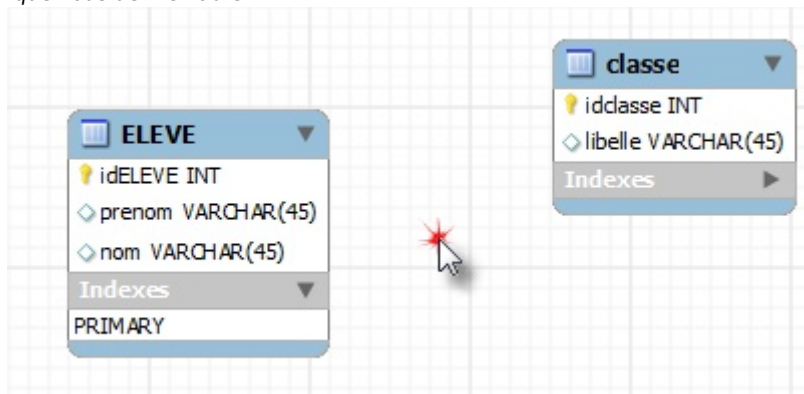 classe
idclasse INT
libelle VARCHAR(45)
Indexes
ELEVE
idELEVE INT
prenom VARCHAR(45)
nom VARCHAR(45)
Indexes
PRIMARY